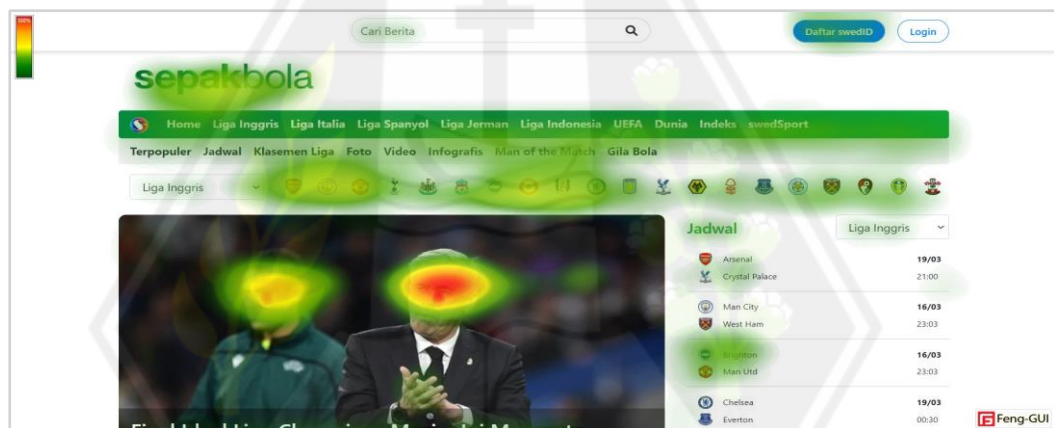 100%
Cari Berita
Daftar swedID
Login
sepakbola
Home Liga Inggris Liga Italia Liga Spanyol Liga Jerman Liga Indonesia UEFA Dunia Indeks swedSport
Terpopuler Jadwal Klasemen Liga Foto Video Infografis Man of the Match Gila Bola
Liga Inggris
Jadwal
Liga Inggris
Arsenal 19/03
Crystal Palace 21:00
Man City 16/03
West Ham 23:03
Brighton 16/03
Man Utd 23:03
Chelsea 19/03
Everton 00:30
Feng-GUI